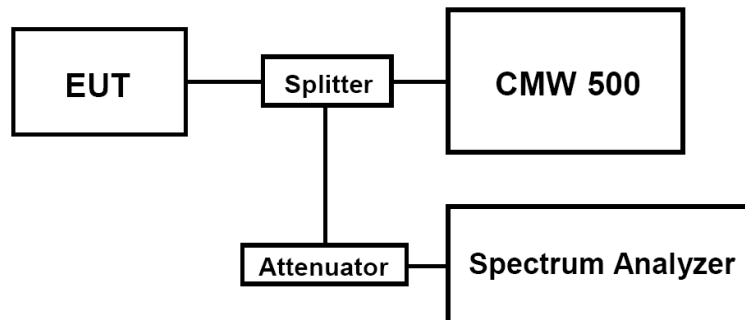 EUT
Splitter
CMW 500
Attenuator
Spectrum Analyzer